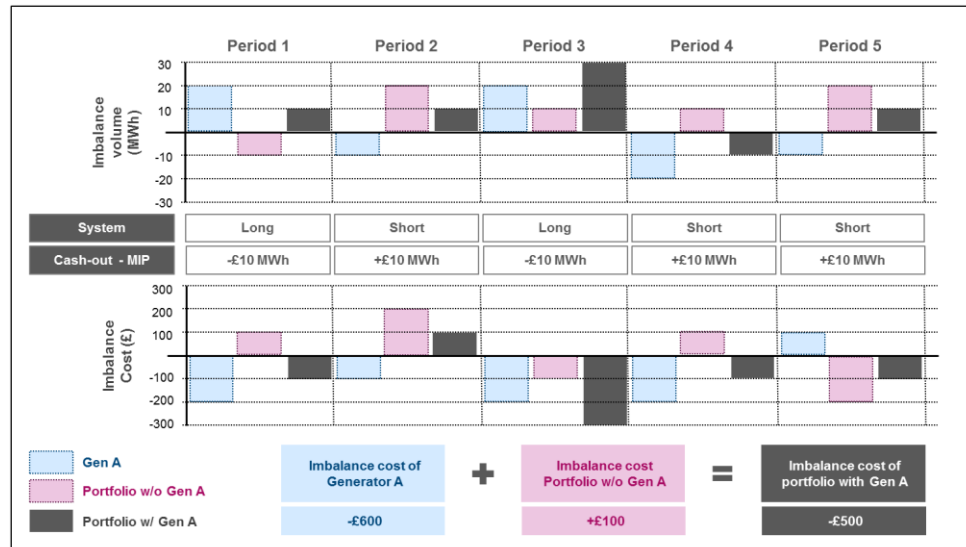 Period 1 Period 2 Period 3 Period 4 Period 5
Imbalance
volume
(MWh)
30
20
10
-10
-20
-30
System Long Short Long Short Short
Cash-out - MIP -£10 MWh +£10 MWh -£10 MWh +£10 MWh +£10 MWh
Imbalance
Cost (£)
300
200
100
-100
-200
-300
Gen A
Portfolio w/o Gen A
Portfolio w/ Gen A
Imbalance cost of
Generator A
-£600
+
Imbalance cost
Portfolio w/o Gen A
+£100
=
Imbalance cost of
portfolio with Gen A
-£500